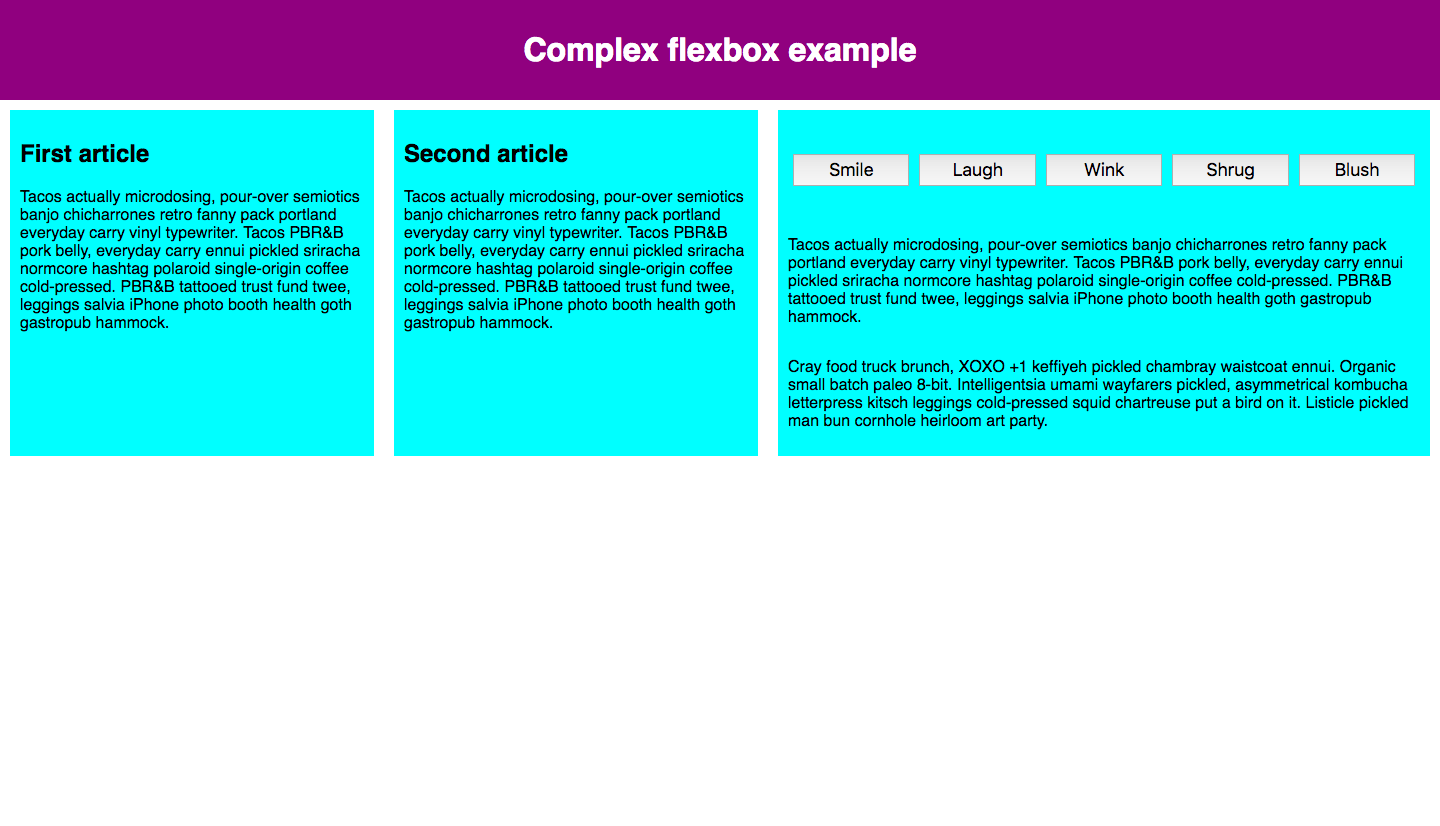 Complex flexbox example
First article
Tacos actually microdosing, pour-over semiotics
banjo chicharrones retro fanny pack portland
everyday carry vinyl typewriter. Tacos PBR&B
pork belly, everyday carry ennui pickled sriracha
normcore hashtag polaroid single-origin coffee
cold-pressed. PBR&B tattooed trust fund twee,
leggings salvia iPhone photo booth health goth
gastropub hammock.
Second article
Tacos actually microdosing, pour-over semiotics
banjo chicharrones retro fanny pack portland
everyday carry vinyl typewriter. Tacos PBR&B
pork belly, everyday carry ennui pickled sriracha
normcore hashtag polaroid single-origin coffee
cold-pressed. PBR&B tattooed trust fund twee,
leggings salvia iPhone photo booth health goth
gastropub hammock.
Smile Laugh Wink Shrug Blush
Tacos actually microdosing, pour-over semiotics banjo chicharrones retro fanny pack
portland everyday carry vinyl typewriter. Tacos PBR&B pork belly, everyday carry ennui
pickled sriracha normcore hashtag polaroid single-origin coffee cold-pressed. PBR&B
tattooed trust fund twee, leggings salvia iPhone photo booth health goth gastropub
hammock.
Cray food truck brunch, XOXO +1 keffiyeh pickled chambray waistcoat ennui. Organic
small batch paleo 8-bit. Intelligentsia umami wayfarers pickled, asymmetrical kombucha
letterpress kitsch leggings cold-pressed squid chartreuse put a bird on it. Listicle pickled
man bun cornhole heirloom art party.